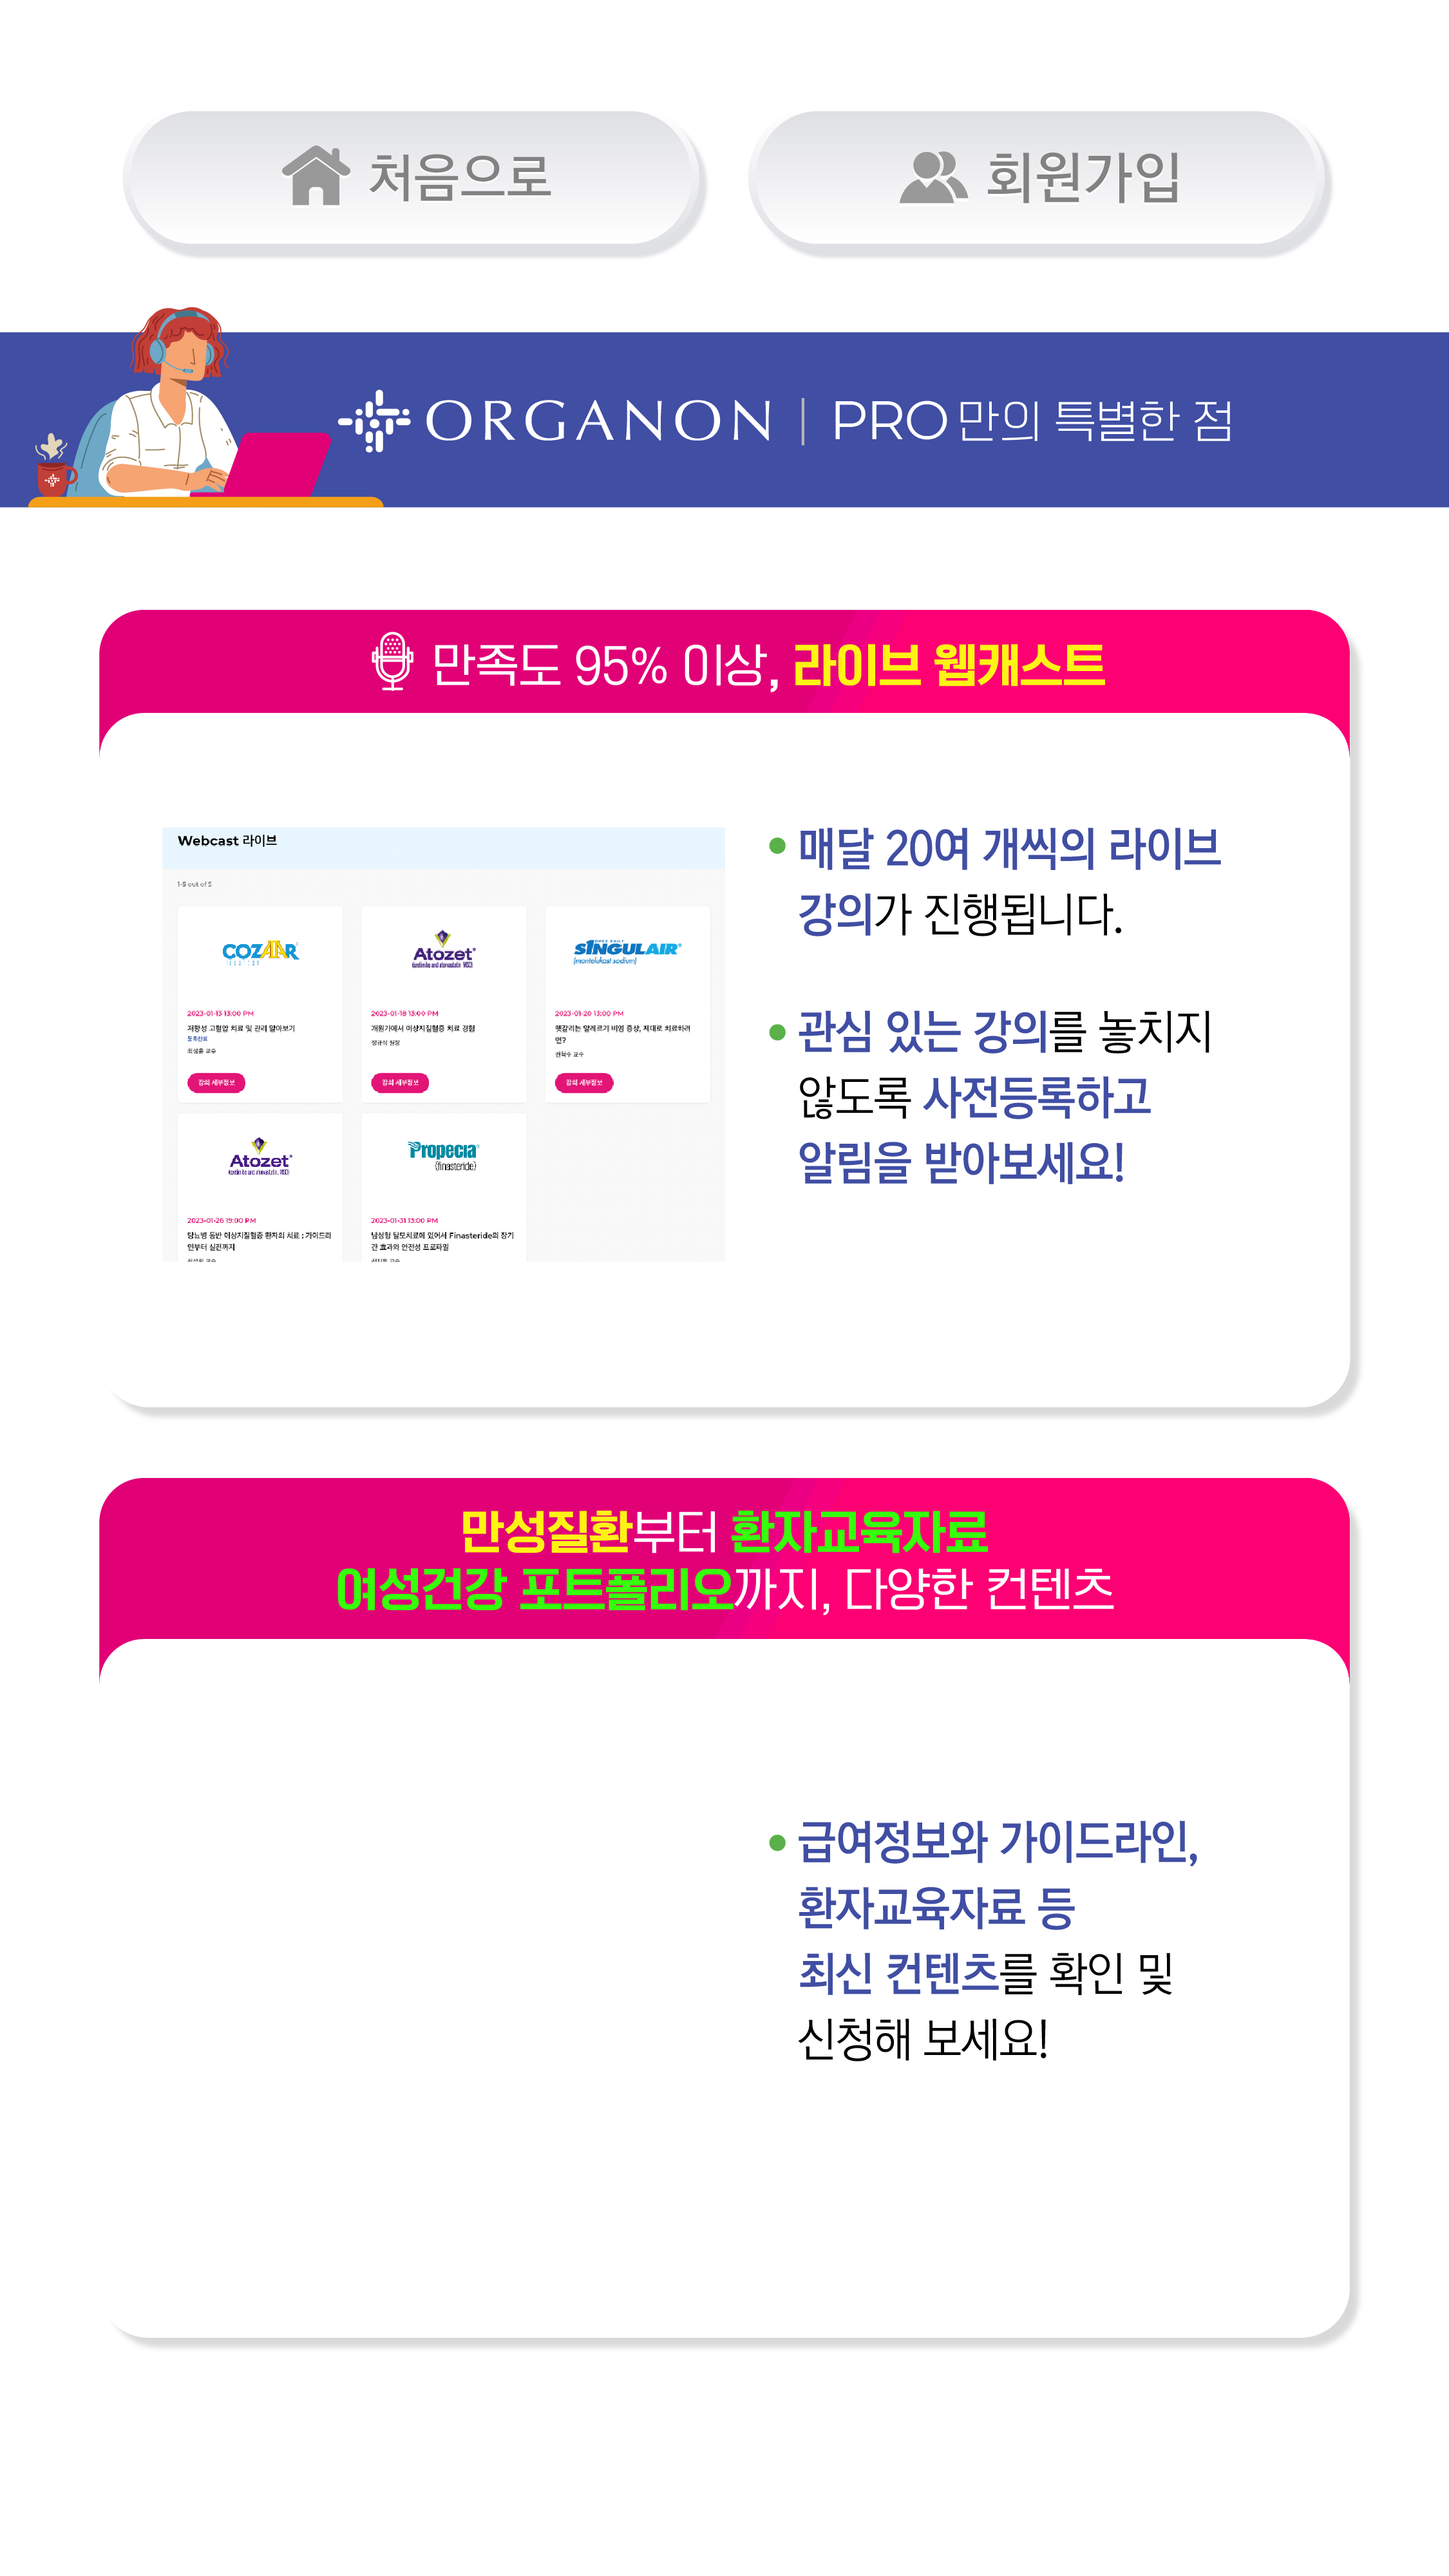 처음으로
회원가입
ORGANON | PRO만의 특별한 점
만족도 95% 이상, 라이브 웹캐스트
Webcast 라이브
1-5 out of 5
COZAAR
2023-01-13 13:00 PM
저항성 고혈압 치료 및 관리 알아보기
등록완료
최성훈 교수
강의 세부정보
Atozet
2023-01-18 13:00 PM
개원가에서 이상지질혈증 치료 경험
강의 세부정보
SINGULAIR
(montelukast sodium)
2023-01-20 13:00 PM
헷갈리는 알레르기 비염 증상, 제대로 치료하려
면?
권혁수 교수
강의 세부정보
Atozet
2023-01-26 19:00 PM
당뇨병 동반 이상지질혈증 환자의 치료 ; 가이드라
인부터 실전까지
Propecia
(finasteride)
2023-01-31 13:00 PM
남성형 탈모치료에 있어서 Finasteride의 장기
간 효과와 안전성 프로파일
매달 20여 개씩의 라이브
강의가 진행됩니다.
관심 있는 강의를 놓치지
않도록 사전등록하고
알림을 받아보세요!
만성질환부터 환자교육자료
여성건강 포트폴리오까지, 다양한 컨텐츠
급여정보와 가이드라인,
환자교육자료 등
최신 컨텐츠를 확인 및
신청해 보세요!